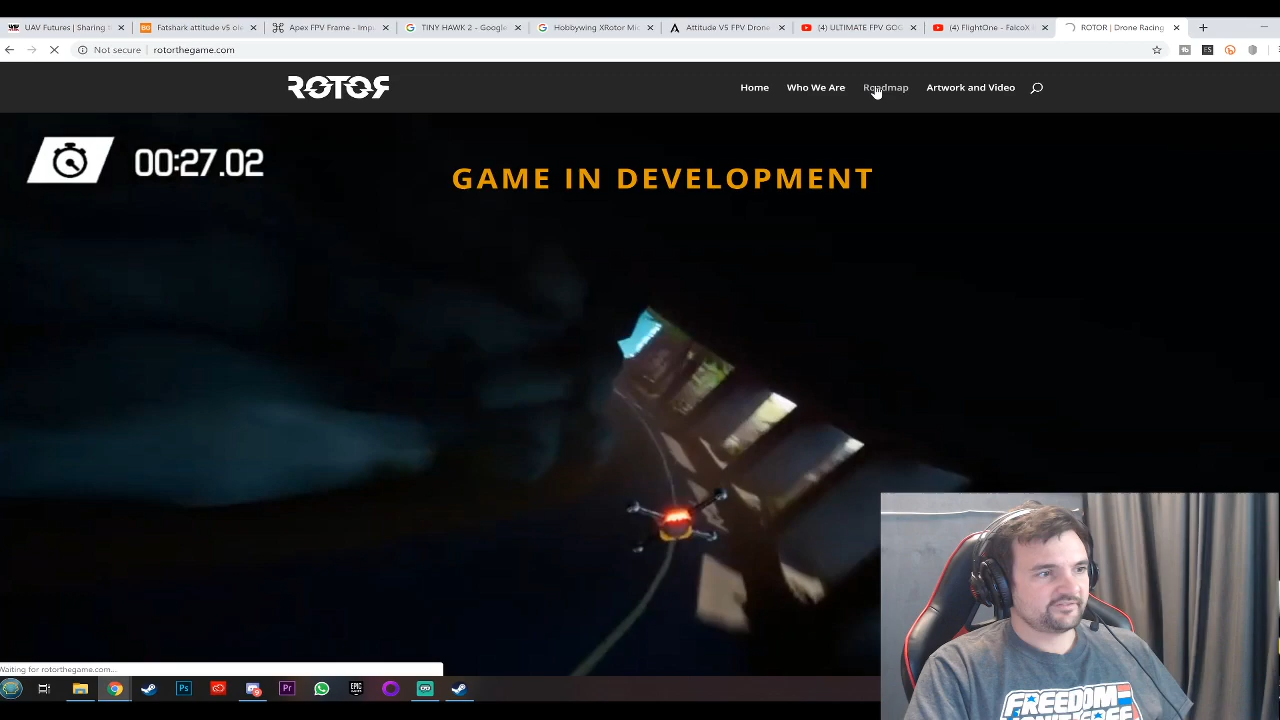 UAV Futures | Sharing t
Fatshark attitude v5 di
Apex FPV Frame - Imp
TINY HAWK 2 - Google
Hobbywing XRotor Mi
Attitude V5 FPV Drone
(4) ULTIMATE FPV GOG
(4) FlightOne - FalcoX
ROTOR | Drone Racing
Not secure | rotorthegame.com
ROTOR
Home
Who We Are
Roadmap
Artwork and Video
00:27.02
GAME IN DEVELOPMENT
Waiting for rotorthegame.com...
FREEDOM